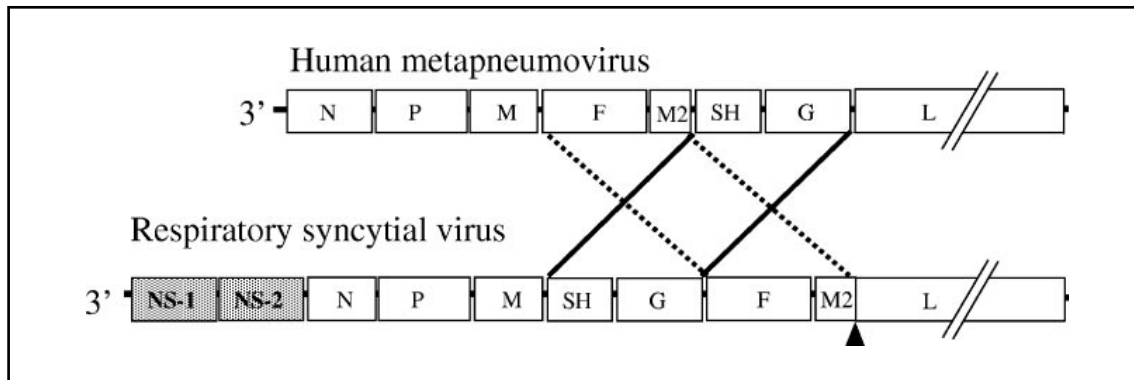 Human metapneumovirus
3’ N P M F M2 SH G L
Respiratory syncytial virus
3’ NS-1 NS-2 N P M SH G F M2 L